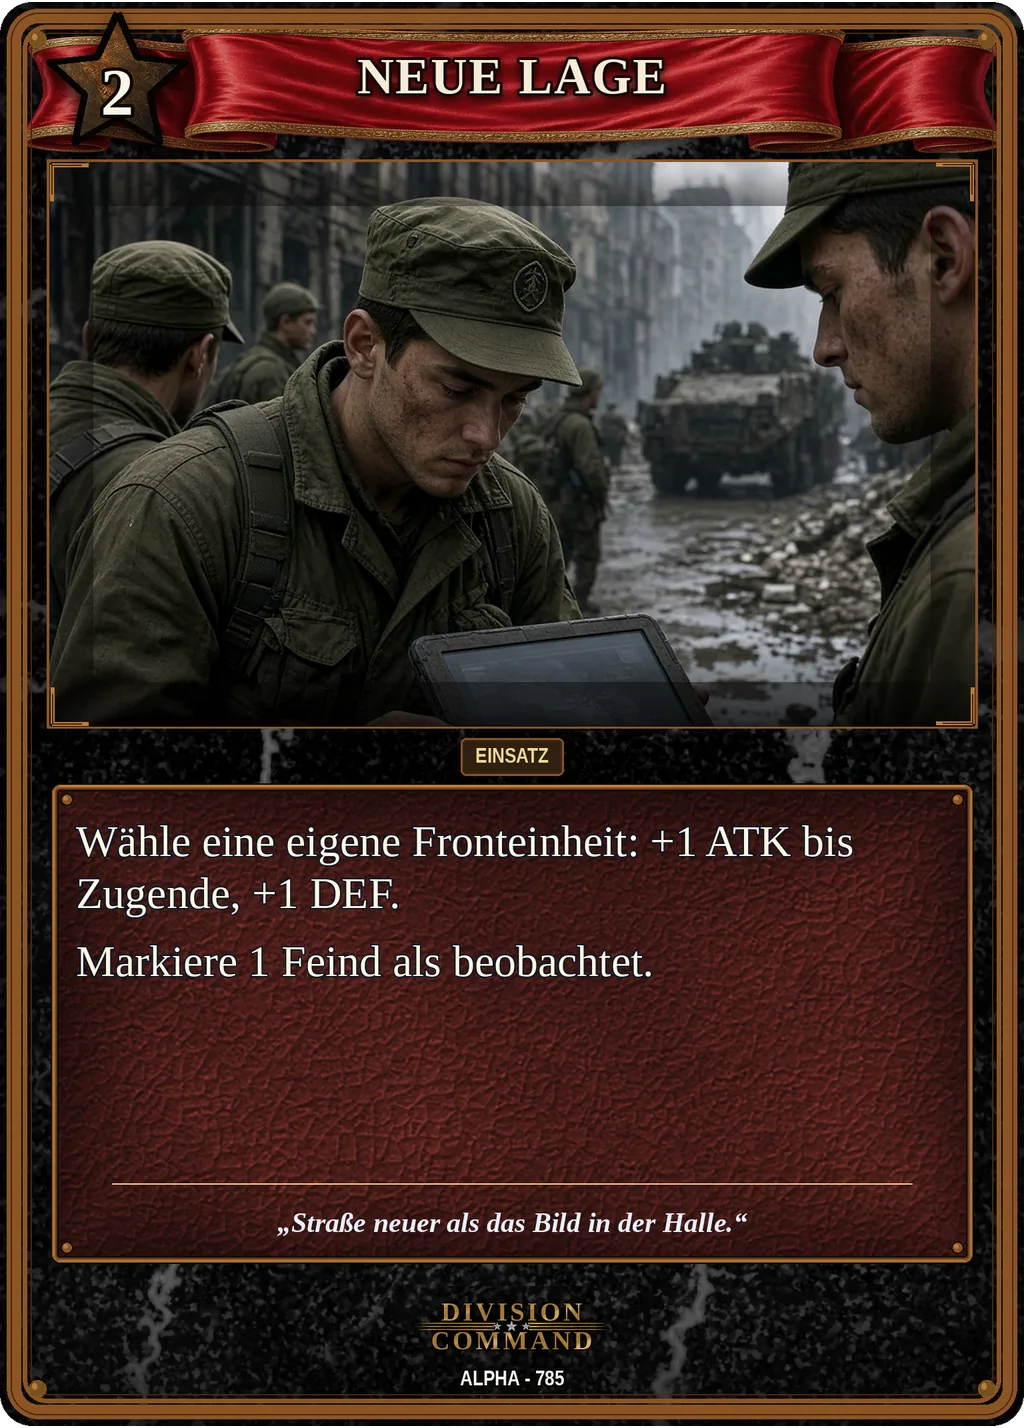 2
NEUE LAGE
EINSATZ
Wähle eine eigene Fronteinheit: +1 ATK bis
Zugende, +1 DEF.
Markiere 1 Feind als beobachtet.
„Straße neuer als das Bild in der Halle.“
DIVISION
COMMAND
ALPHA - 785